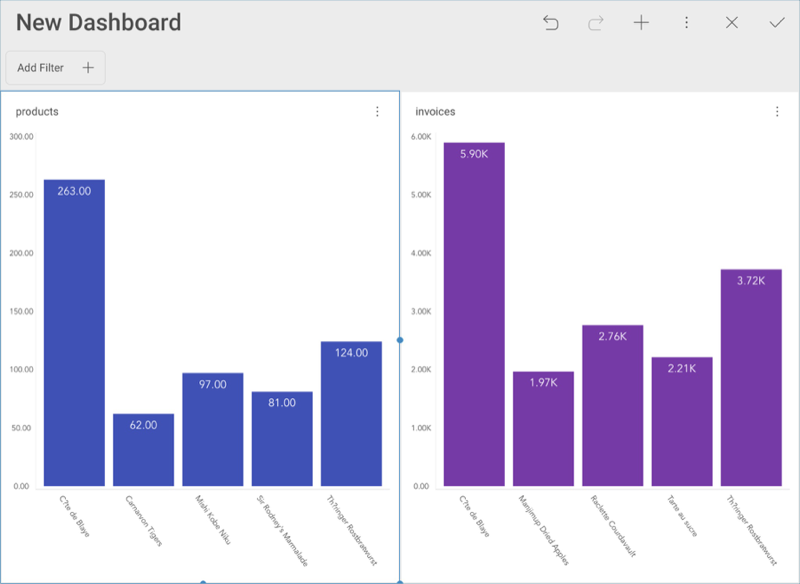 New Dashboard
Add Filter
products
300.00
250.00
200.00
150.00
100.00
50.00
0.00
263.00
62.00
97.00
81.00
124.00
C?te de Blaye
Carnarvon Tigers
Mishi Kobe Niku
Sir Rodney's Marmalade
Th?ringer Rostbratwurst
invoices
6.00K
5.00K
4.00K
3.00K
2.00K
1.00K
0.00
5.90K
1.97K
2.76K
2.21K
3.72K
C?te de Blaye
Manjimup Dried Apples
Raclette Courdavault
Tarte au sucre
Th?ringer Rostbratwurst